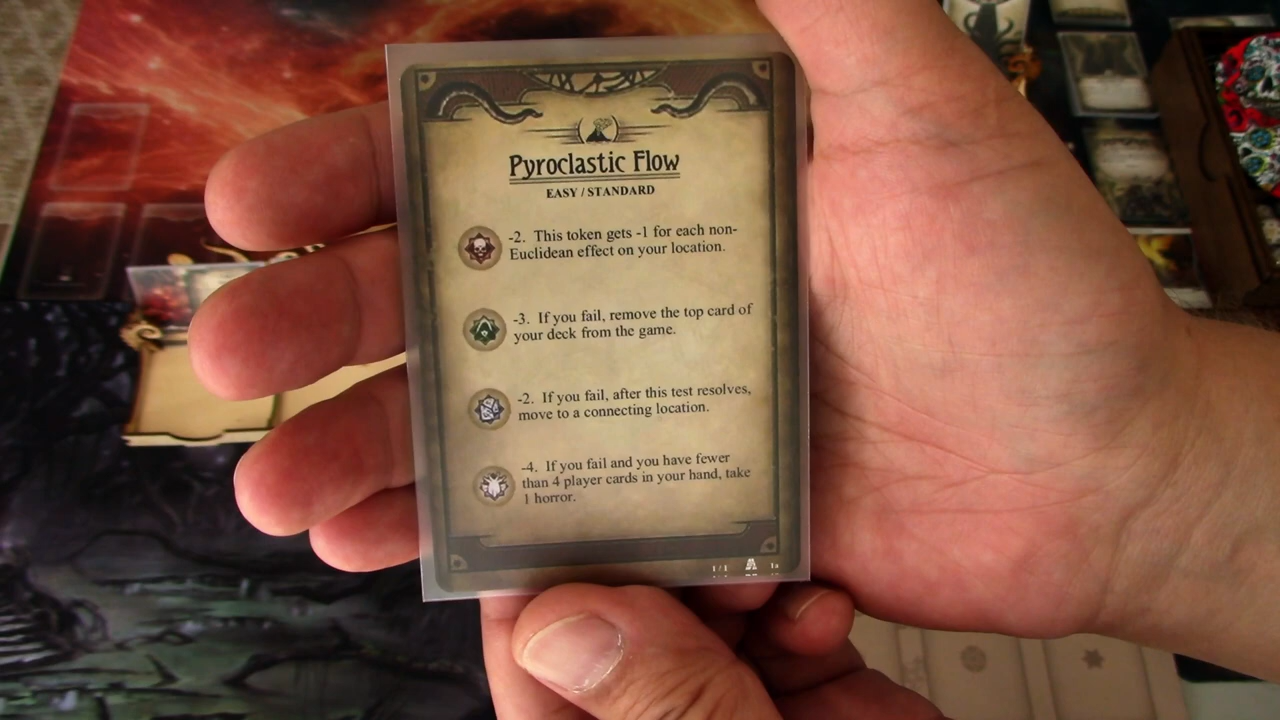 Pyroclastic Flow
EASY / STANDARD
-2. This token gets -1 for each non-
Euclidean effect on your location.
-3. If you fail, remove the top card of
your deck from the game.
-2. If you fail, after this test resolves,
move to a connecting location.
-4. If you fail and you have fewer
than 4 player cards in your hand, take
1 horror.
1 / 1
1a